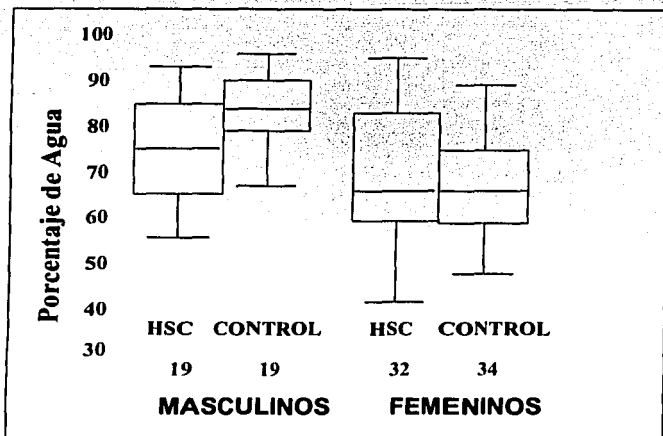 Porcentaje de Agua
100
90
80
70
60
50
40
30
HSC CONTROL HSC CONTROL
19 19 32 34
MASCULINOS FEMENINOS